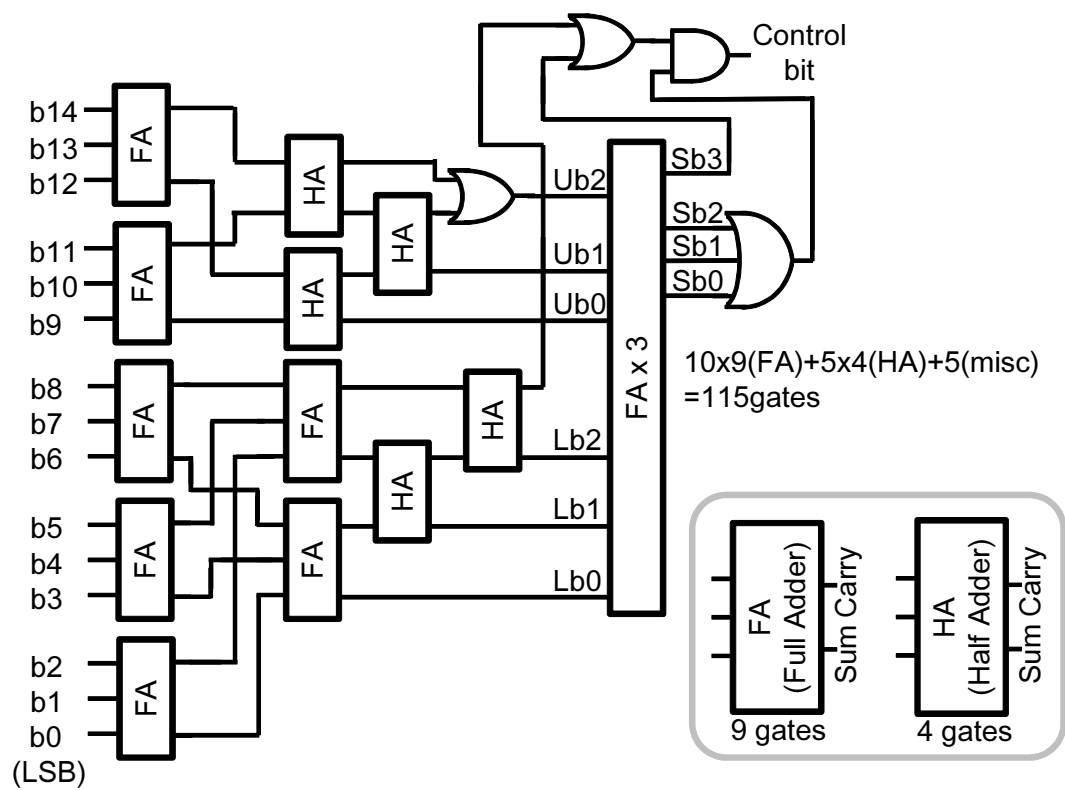 Control
bit
b14
b13
b12
b11
b10
b9
b8
b7
b6
b5
b4
b3
b2
b1
b0
(LSB)
FA
FA
FA
FA
FA
HA
HA
FA
FA
HA
HA
HA
Ub2
Ub1
Ub0
Lb2
Lb1
Lb0
FA x 3
Sb3
Sb2
Sb1
Sb0
10x9(FA)+5x4(HA)+5(misc)
=115gates
FA
(Full Adder)
Sum Carry
9 gates
HA
(Half Adder)
Sum Carry
4 gates